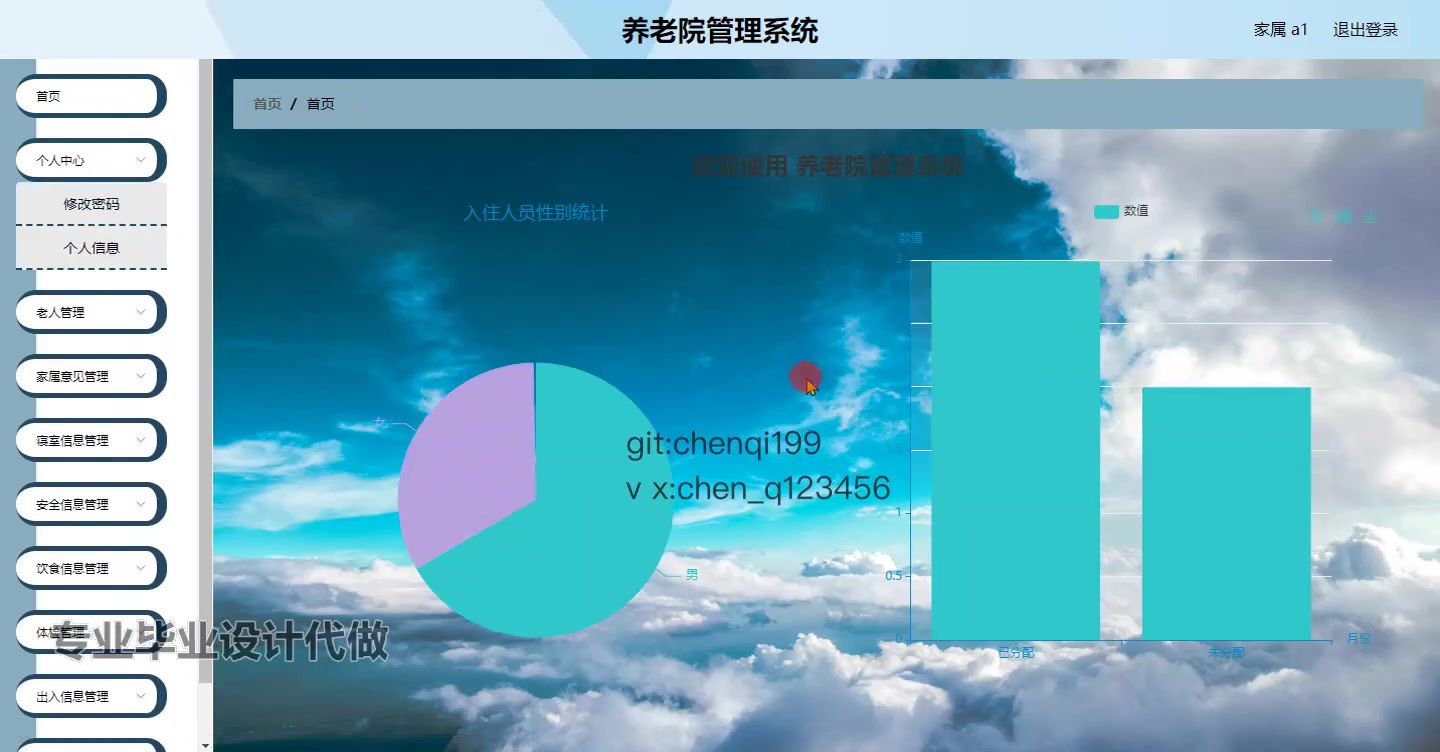 养老院管理系统
家属 a1
退出登录
首页
个人中心
修改密码
个人信息
老人管理
家属意见管理
寝室信息管理
安全信息管理
饮食信息管理
体检管理
出入信息管理
专业毕业设计代做
首页 / 首页
欢迎使用 养老院管理系统
入住人员性别统计
女
男
git:chenqi199
v x:chen_q123456
数值
数值
3
1.5
1
0.5
0
已分配
未分配
月份